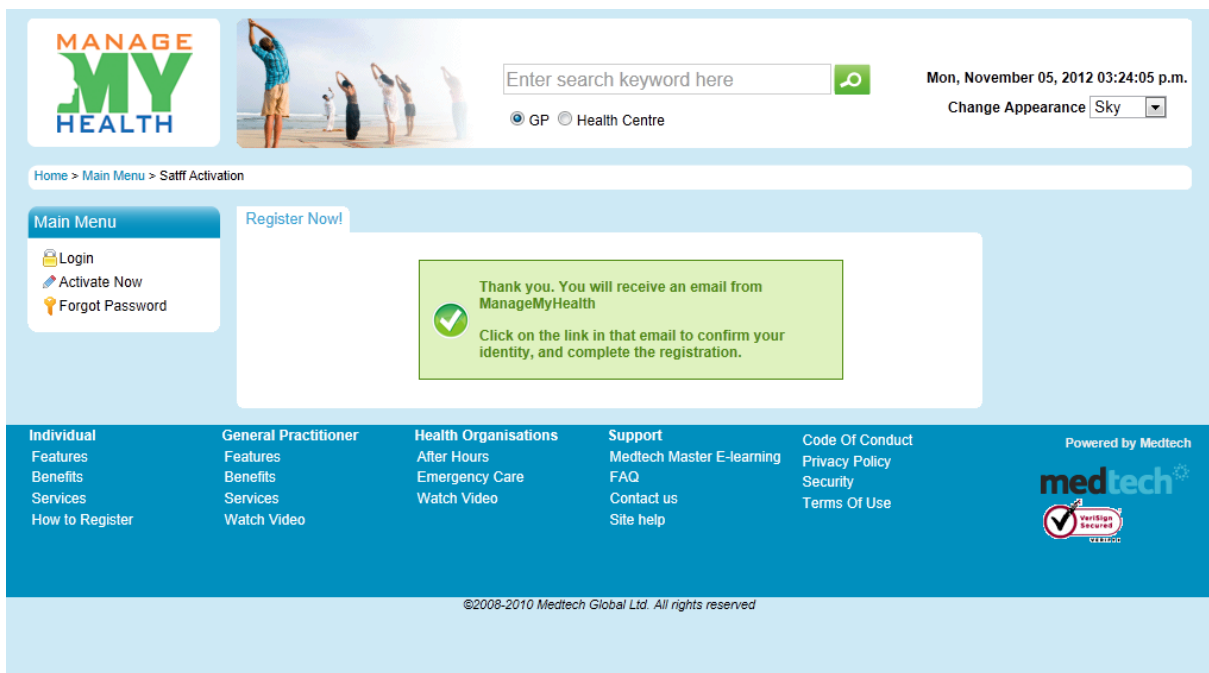 MANAGE
MY
HEALTH
Enter search keyword here
GP Health Centre
Mon, November 05, 2012 03:24:05 p.m.
Change Appearance Sky
Home > Main Menu > Satff Activation
Main Menu
Login
Activate Now
Forgot Password
Register Now!
Thank you. You will receive an email from
ManageMyHealth
Click on the link in that email to confirm your
identity, and complete the registration.
Individual
Features
Benefits
Services
How to Register
General Practitioner
Features
Benefits
Services
Watch Video
Health Organisations
After Hours
Emergency Care
Watch Video
Support
Medtech Master E-learning
FAQ
Contact us
Site help
Code Of Conduct
Privacy Policy
Security
Terms Of Use
Powered by Medtech
medtech
VeriSign
Secured
©2008-2010 Medtech Global Ltd. All rights reserved